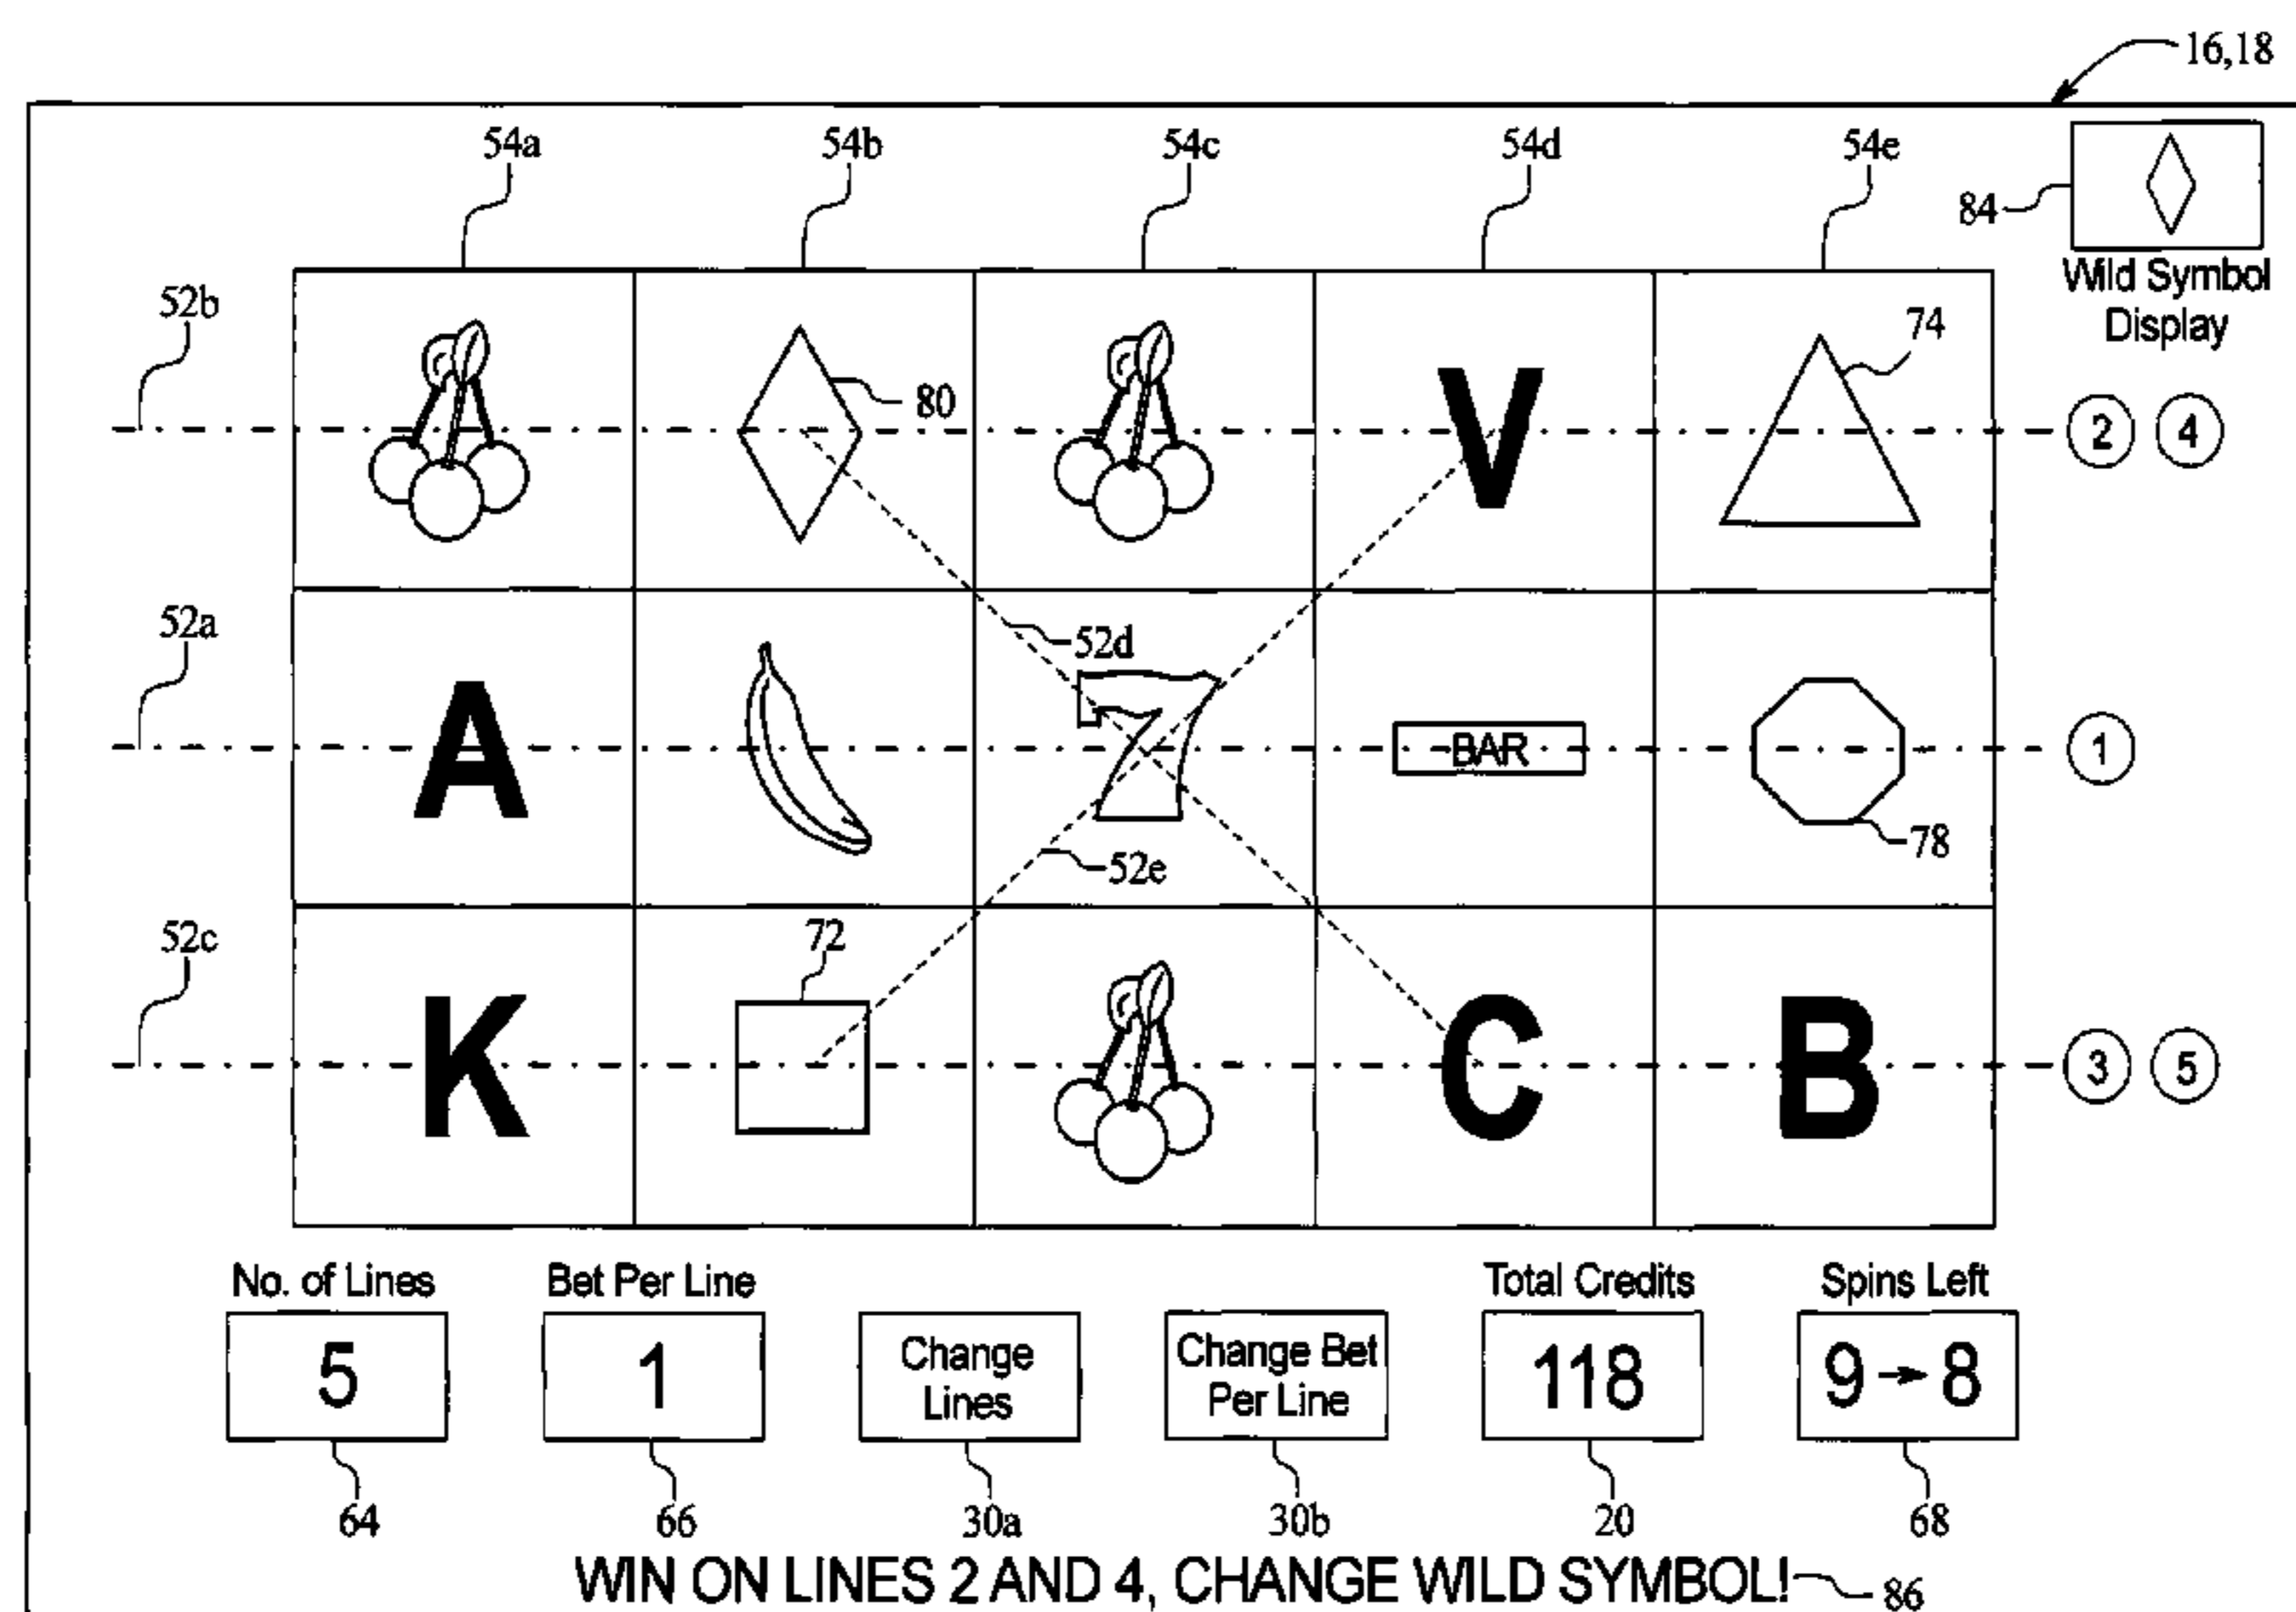 16,18
54a 54b 54c 54d 54e
84
Wild Symbol
Display
52b
80
V
74
2 4
52a
52d
A
7
BAR
1
78
52e
52c
72
K
C
B
3 5
No. of Lines Bet Per Line Total Credits Spins Left
5 1 Change Lines Change Bet Per Line 118 9→8
64 66 30a 30b 20 68
WIN ON LINES 2 AND 4, CHANGE WILD SYMBOL! 86